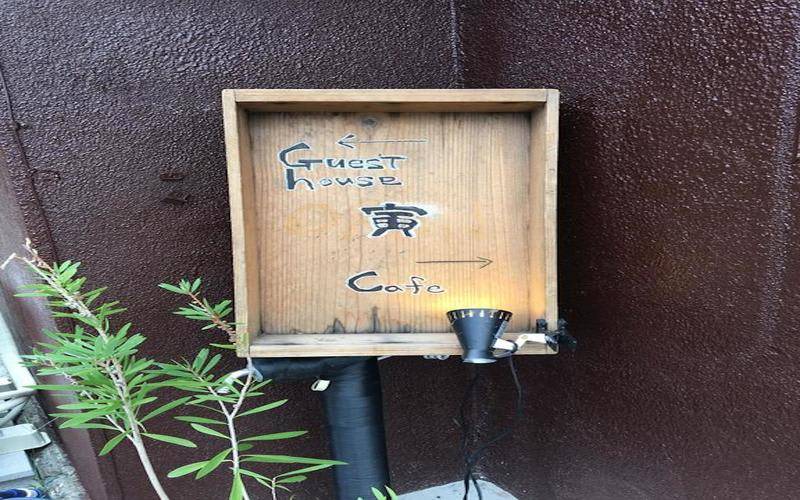 ←
Guest
house
寅
→
Cafe